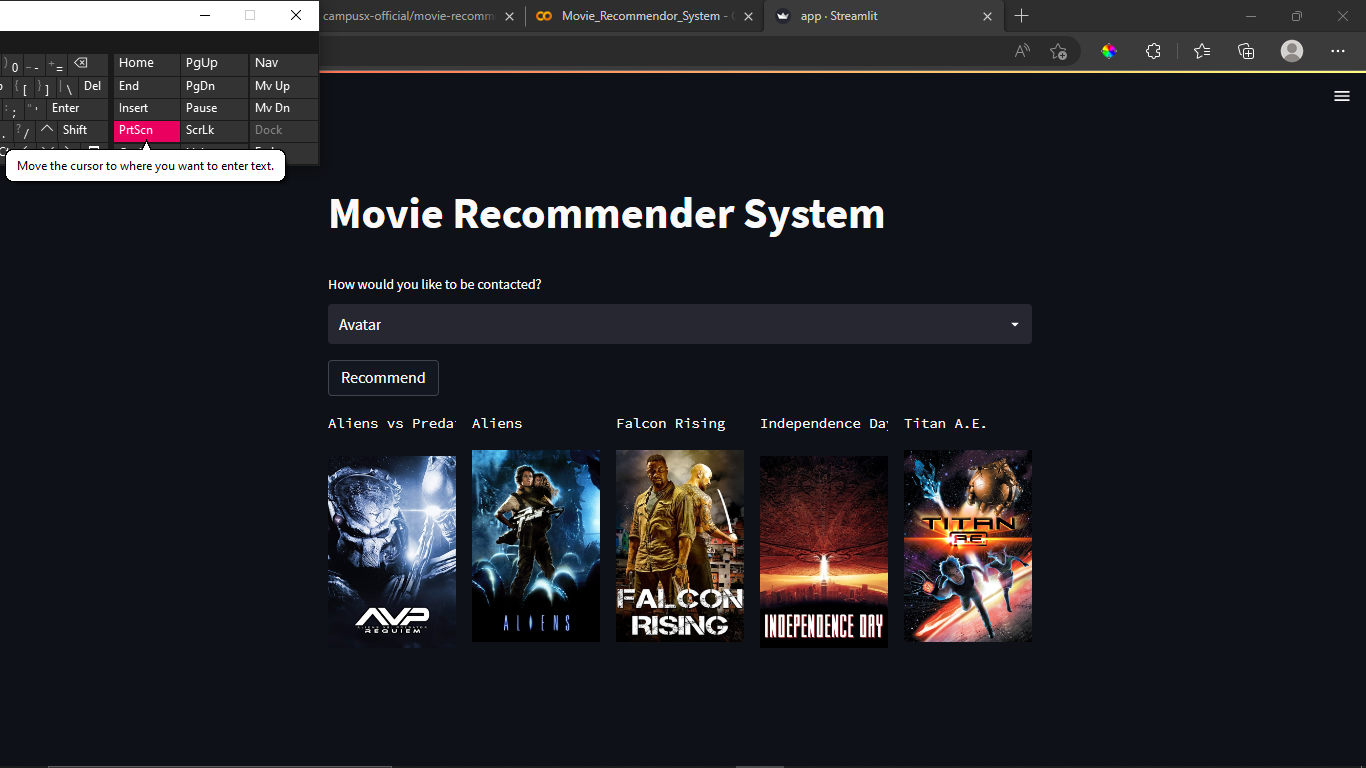 campusx-official/movie-recomm
Movie_Recommendor_System -
app · Streamlit
) 0 _ - + =
Home PgUp Nav
{ [ } ] | \ Del
End PgDn Mv Up
: ; " ' Enter
Insert Pause Mv Dn
. ? / ^ Shift
PrtScn ScrLk Dock
Move the cursor to where you want to enter text.
Movie Recommender System
How would you like to be contacted?
Avatar
Recommend
Aliens vs Preda
Aliens
Falcon Rising
Independence Da
Titan A.E.
AVP
REQUIEM
ALIENS
FALCON
RISING
INDEPENDENCE DAY
TITAN
A.E.